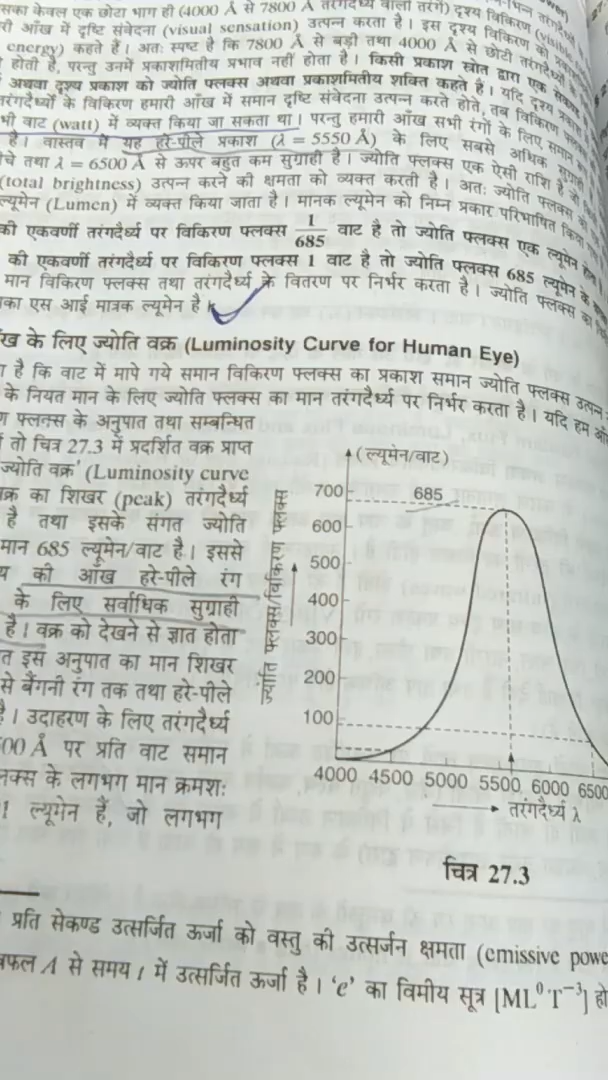 सका केवल एक छोटा भाग ही (4000 Å से 7800 Å तरंगदैर्ध्य वाली तरंगें) दृश्य विकिरण (visible
री आँख में दृष्टि संवेदना (visual sensation) उत्पन्न करता है। इस दृश्य विकिरण को
energy) कहते हैं। अतः स्पष्ट है कि 7800 Å से बड़ी तथा 4000 Å से छोटी तरंगदैर्ध्य
होती है, परन्तु उनमें प्रकाशमितीय प्रभाव नहीं होता है। किसी प्रकाश स्रोत द्वारा एक
अथवा दृश्य प्रकाश को ज्योति फ्लक्स अथवा प्रकाशमितीय शक्ति कहते हैं। यदि दृश्य
तरंगदैर्ध्यों के विकिरण हमारी आँख में समान दृष्टि संवेदना उत्पन्न करते होते, तब विकिरण
भी वाट (watt) में व्यक्त किया जा सकता था। परन्तु हमारी आँख सभी रंगों के लिए समान
है। वास्तव में यह हरे-पीले प्रकाश (λ = 5550 Å) के लिए सबसे अधिक सुग्राही
चे तथा λ = 6500 Å से ऊपर बहुत कम सुग्राही है। ज्योति फ्लक्स एक ऐसी राशि है जो
(total brightness) उत्पन्न करने की क्षमता को व्यक्त करती है। अतः ज्योति फ्लक्स
ल्यूमेन (Lumen) में व्यक्त किया जाता है। मानक ल्यूमेन को निम्न प्रकार परिभाषित किया
की एकवर्णी तरंगदैर्ध्य पर विकिरण फ्लक्स 1/685 वाट है तो ज्योति फ्लक्स एक ल्यूमेन
की एकवर्णी तरंगदैर्ध्य पर विकिरण फ्लक्स 1 वाट है तो ज्योति फ्लक्स 685 ल्यूमेन के
मान विकिरण फ्लक्स तथा तरंगदैर्ध्य के वितरण पर निर्भर करता है। ज्योति फ्लक्स का
का एस आई मात्रक ल्यूमेन है।
ख के लिए ज्योति वक्र (Luminosity Curve for Human Eye)
है कि वाट में मापे गये समान विकिरण फ्लक्स का प्रकाश समान ज्योति फ्लक्स उत्पन्न
के नियत मान के लिए ज्योति फ्लक्स का मान तरंगदैर्ध्य पर निर्भर करता है। यदि हम
ण फ्लक्स के अनुपात तथा सम्बन्धित
तो चित्र 27.3 में प्रदर्शित वक्र प्राप्त
ज्योति वक्र' (Luminosity curve
क्र का शिखर (peak) तरंगदैर्ध्य
है तथा इसके संगत ज्योति
मान 685 ल्यूमेन/वाट है। इससे
य की आँख हरे-पीले रंग
के लिए सर्वाधिक सुग्राही
है। वक्र को देखने से ज्ञात होता
त इस अनुपात का मान शिखर
से बैंगनी रंग तक तथा हरे-पीले
है। उदाहरण के लिए तरंगदैर्ध्य
00 Å पर प्रति वाट समान
लक्स के लगभग मान क्रमशः
1 ल्यूमेन हैं, जो लगभग
(ल्यूमेन/वाट)
ज्योति फ्लक्स/विकिरण फ्लक्स
700
685
600
500
400
300
200
100
4000 4500 5000 5500 6000 6500
तरंगदैर्ध्य λ
चित्र 27.3
प्रति सेकण्ड उत्सर्जित ऊर्जा को वस्तु की उत्सर्जन क्षमता (emissive powe
फल A से समय t में उत्सर्जित ऊर्जा है। 'e' का विमीय सूत्र [ML⁰T⁻³] हो